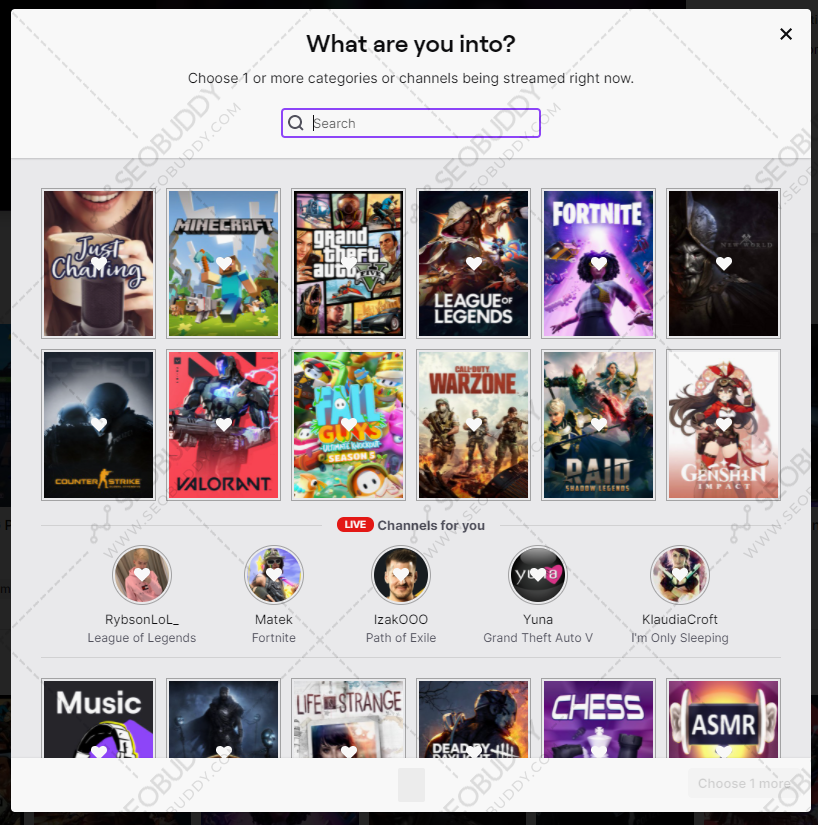 What are you into?
Choose 1 or more categories or channels being streamed right now.
Search
Just
Chatting
MINECRAFT
grand
theft
auto V
LEAGUE OF
LEGENDS
FORTNITE
NEW WORLD
CS:GO
COUNTER STRIKE
VALORANT
FALL
GUYS
ULTIMATE KNOCKOUT
SEASON 5
CALL OF DUTY
WARZONE
RAID
SHADOW LEGENDS
GENSHIN
IMPACT
LIVE Channels for you
RybsonLoL_
League of Legends
Matek
Fortnite
IzakOOO
Path of Exile
yuna
Yuna
Grand Theft Auto V
KlaudiaCroft
I'm Only Sleeping
Music
LIFE IS STRANGE
DEAD BY
DAYLIGHT
CHESS
ASMR
Choose 1 more
SEOBUDDY
WWW.SEOBUDDY.COM